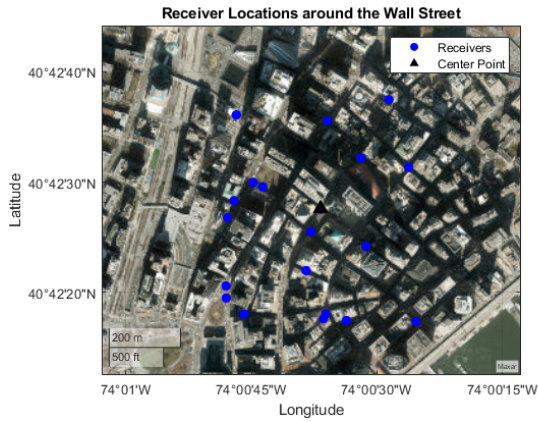 Receiver Locations around the Wall Street
Receivers
Center Point
40°42'40"N
40°42'30"N
40°42'20"N
Latitude
200 m
500 ft
Maxar
74°01'W
74°00'45"W
74°00'30"W
74°00'15"W
Longitude